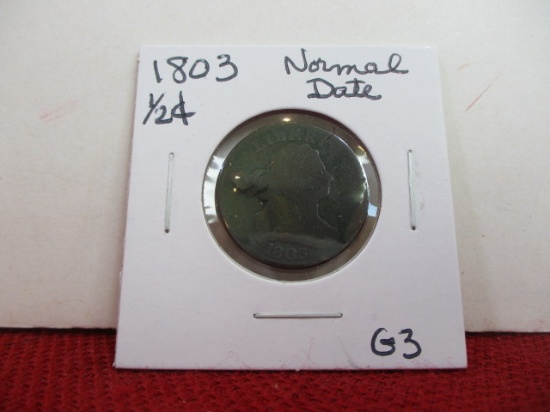 1803 Normal
½¢ Date
LIBERTY
1803
G3